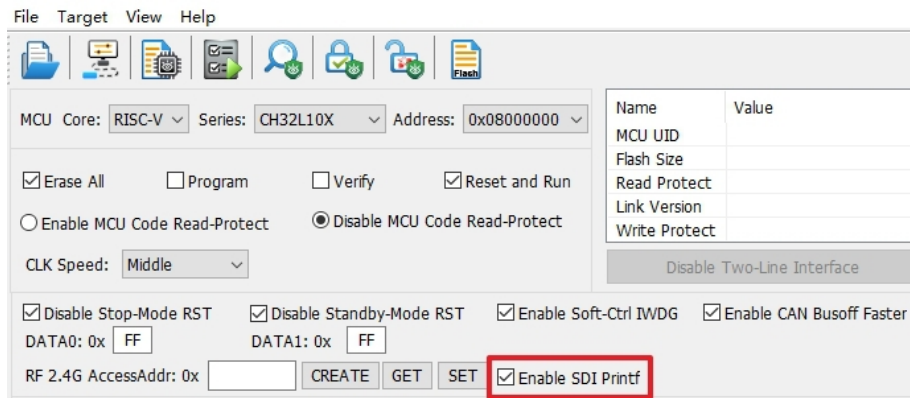 File Target View Help
Flash
MCU Core: RISC-V Series: CH32L10X Address: 0x08000000
Name Value
MCU UID
Flash Size
Read Protect
Link Version
Write Protect
Erase All Program Verify Reset and Run
Enable MCU Code Read-Protect Disable MCU Code Read-Protect
CLK Speed: Middle
Disable Two-Line Interface
Disable Stop-Mode RST Disable Standby-Mode RST Enable Soft-Ctrl IWDG Enable CAN Busoff Faster
DATA0: 0x FF DATA1: 0x FF
RF 2.4G AccessAddr: 0x CREATE GET SET Enable SDI Printf